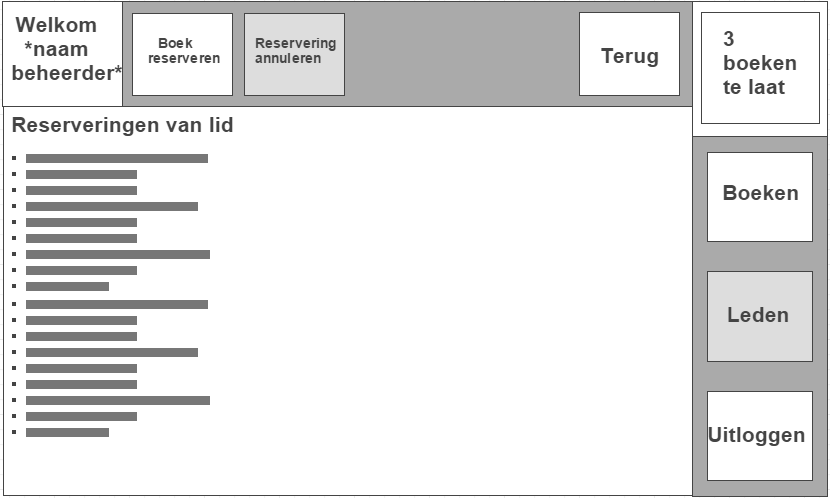 Welkom
*naam
beheerder*
Boek
reserveren
Reservering
annuleren
Terug
3
boeken
te laat
Reserveringen van lid
Boeken
Leden
Uitloggen